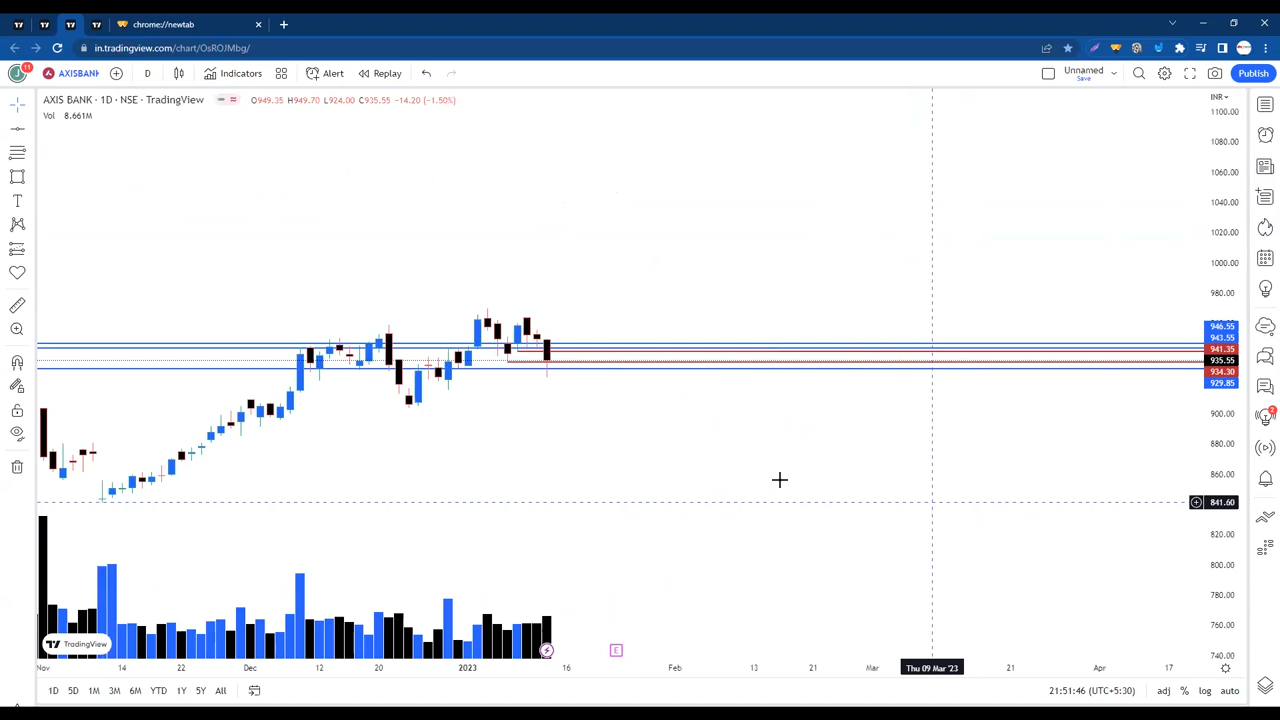 chrome://newtab
in.tradingview.com/chart/OsROJMbg/
11
AXISBANK
D
Indicators
Alert
Replay
Unnamed
Save
Publish
AXIS BANK · 1D · NSE · TradingView
O949.35 H949.70 L924.00 C935.55 -14.20 (-1.50%)
Vol 8.661M
INR
1100.00
1080.00
1060.00
1040.00
1020.00
1000.00
980.00
946.55
943.55
941.35
935.55
934.30
929.85
900.00
880.00
860.00
841.60
820.00
800.00
780.00
760.00
740.00
2
TradingView
E
Nov
14
22
Dec
12
20
2023
16
Feb
13
21
Mar
Thu 09 Mar '23
21
Apr
17
1D 5D 1M 3M 6M YTD 1Y 5Y All
21:51:46 (UTC+5:30)
adj % log auto